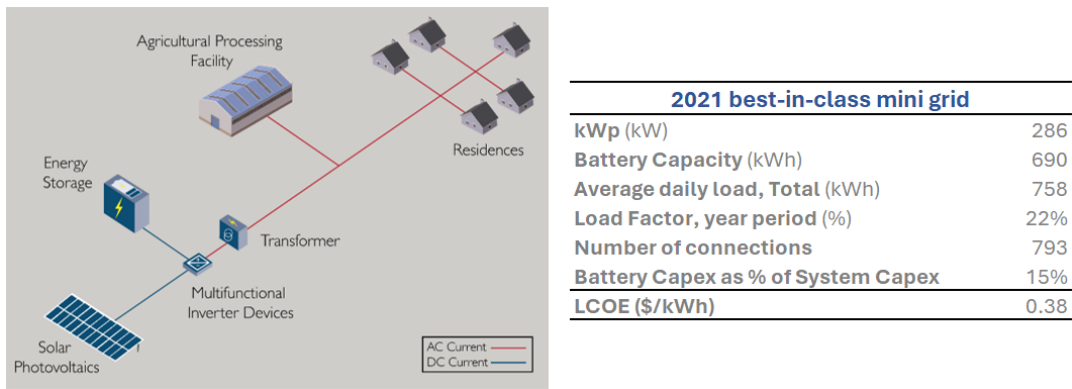 Agricultural Processing
Facility
Residences
Energy
Storage
Transformer
Multifunctional
Inverter Devices
Solar
Photovoltaics
AC Current
DC Current
2021 best-in-class mini grid
kWp (kW) 286
Battery Capacity (kWh) 690
Average daily load, Total (kWh) 758
Load Factor, year period (%) 22%
Number of connections 793
Battery Capex as % of System Capex 15%
LCOE ($/kWh) 0.38